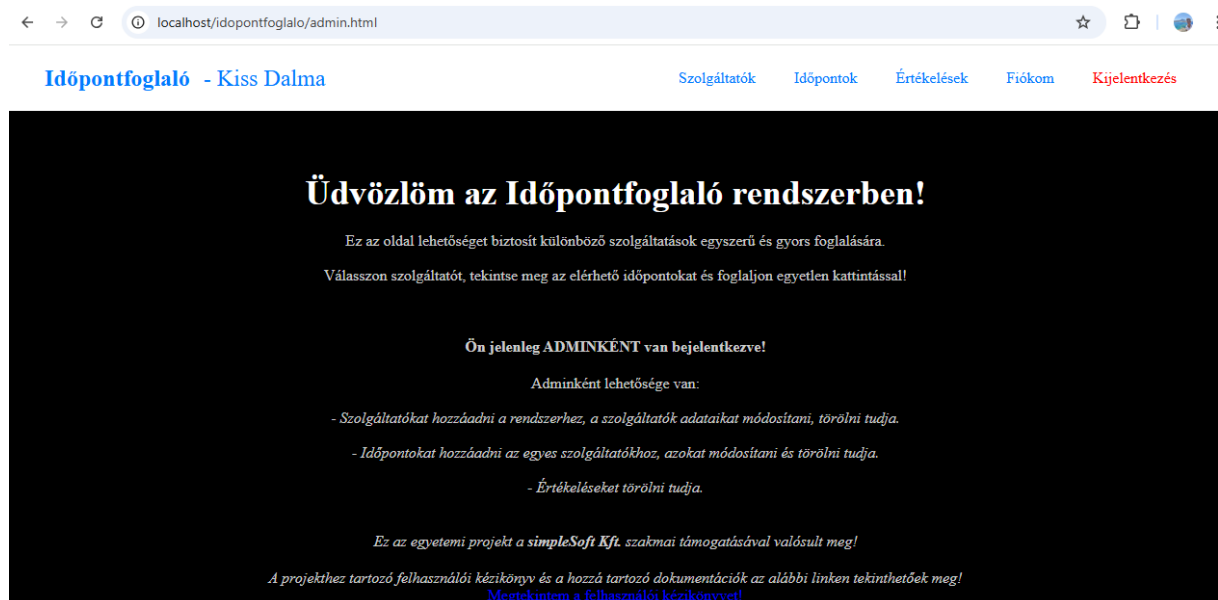 localhost/idopontfoglalo/admin.html
Időpontfoglaló - Kiss Dalma
Szolgáltatók Időpontok Értékelések Fiókom Kijelentkezés
Üdvözlöm az Időpontfoglaló rendszerben!
Ez az oldal lehetőséget biztosít különböző szolgáltatások egyszerű és gyors foglalására.
Válasszon szolgáltatót, tekintse meg az elérhető időpontokat és foglaljon egyetlen kattintással!
Ön jelenleg ADMINKÉNT van bejelentkezve!
Adminként lehetősége van:
- Szolgáltatókat hozzáadni a rendszerhez, a szolgáltatók adataikat módosítani, törölni tudja.
- Időpontokat hozzáadni az egyes szolgáltatókhoz, azokat módosítani és törölni tudja.
- Értékeléseket törölni tudja.
Ez az egyetemi projekt a simpleSoft Kft. szakmai támogatásával valósult meg!
A projekthez tartozó felhasználói kézikönyv és a hozzá tartozó dokumentációk az alábbi linken tekinthetőek meg!
Megtekintem a felhasználói kézikönyvet!